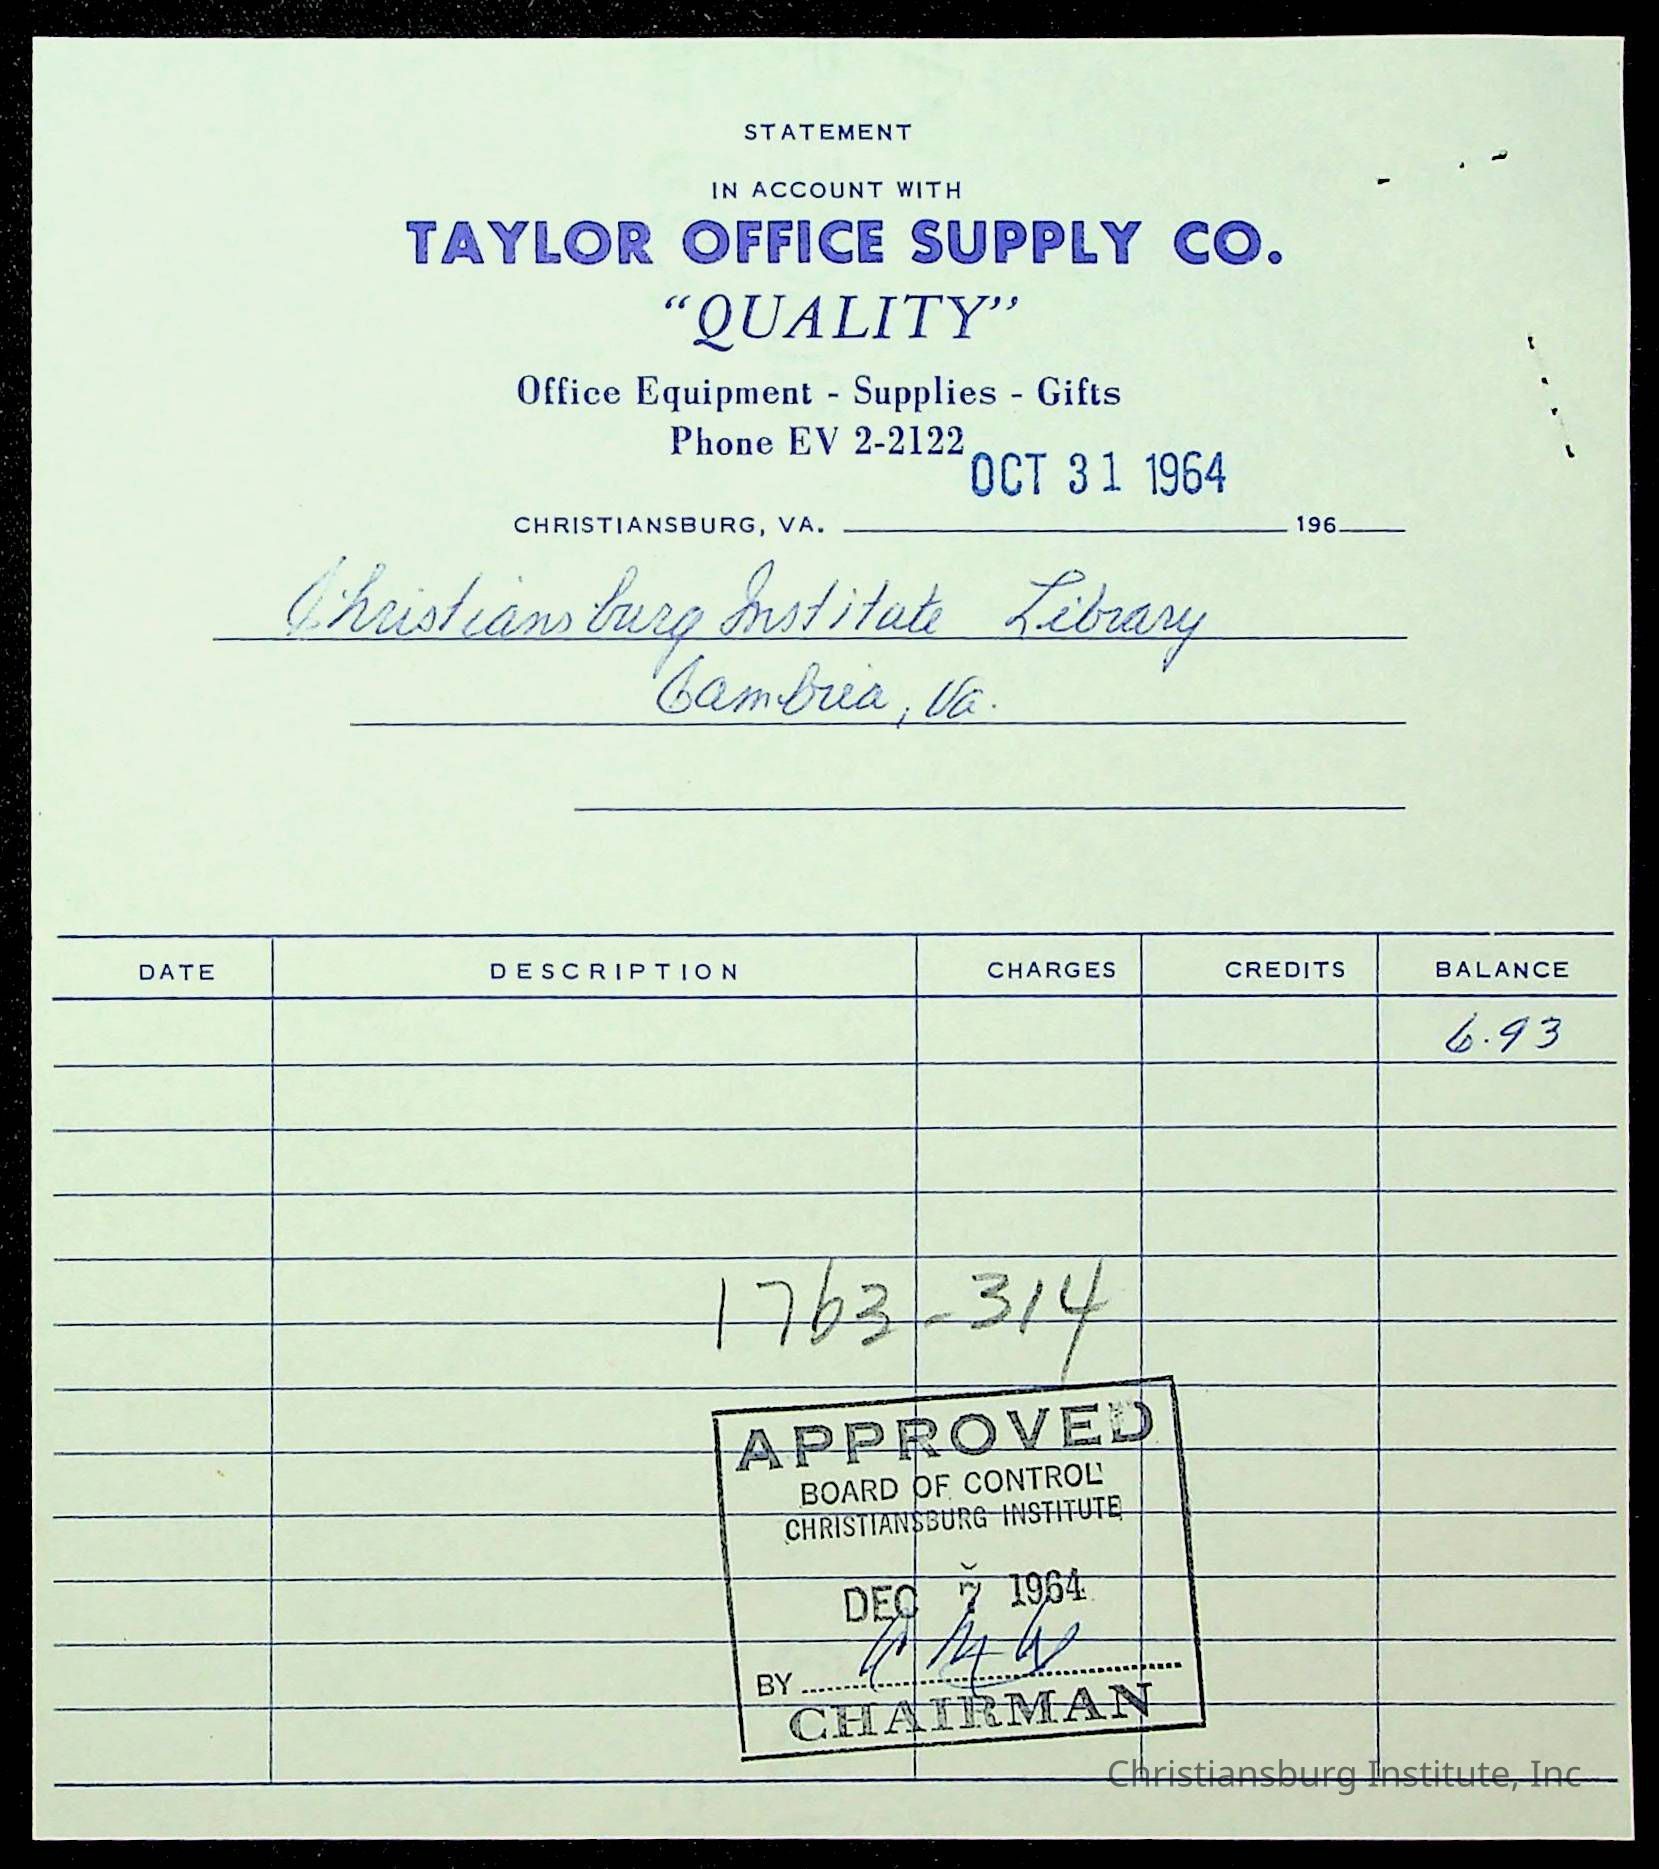 STATEMENT
IN ACCOUNT WITH
TAYLOR OFFICE SUPPLY CO.
“QUALITY”
Office Equipment - Supplies - Gifts
Phone EV 2-2122
OCT 31 1964
CHRISTIANSBURG, VA. 196
Christiansburg Institute Library
Cambria, Va.
DATE DESCRIPTION CHARGES CREDITS BALANCE
6.93
1763-314
APPROVED
BOARD OF CONTROL
CHRISTIANSBURG INSTITUTE
DEC 7 1964
BY
CHAIRMAN
Christiansburg Institute, Inc